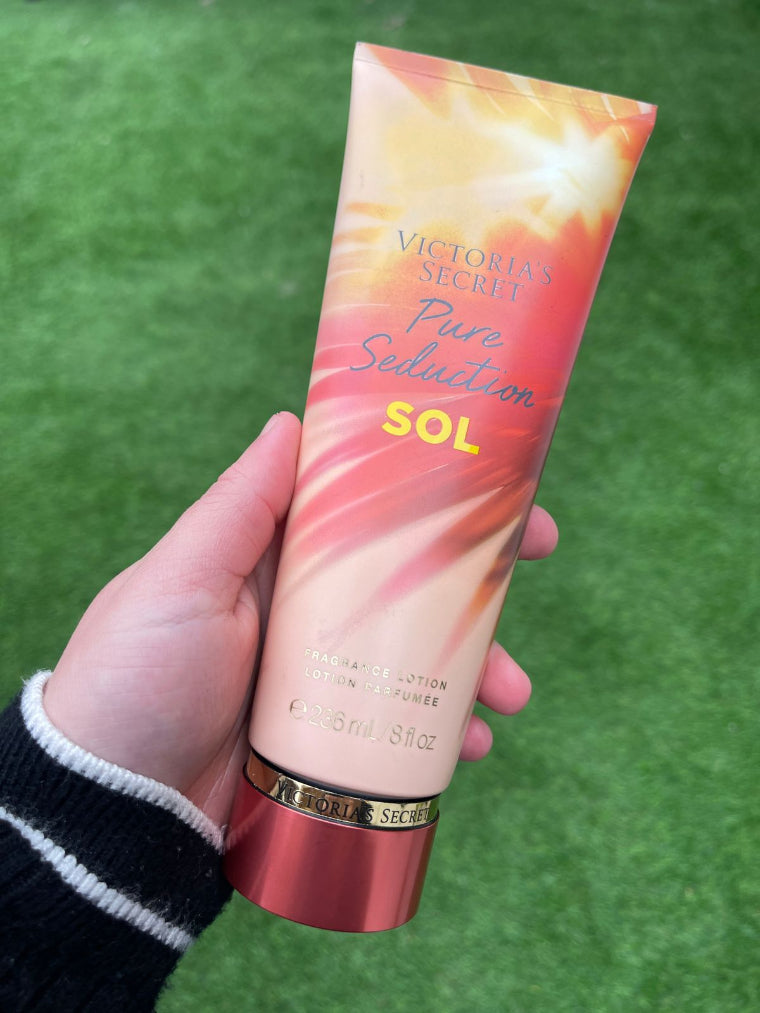 VICTORIA'S
SECRET
Pure
Seduction
SOL
FRAGRANCE LOTION
LOTION PARFUMÉE
℮ 236 mL/8 fl oz
VICTORIA'S SECRET